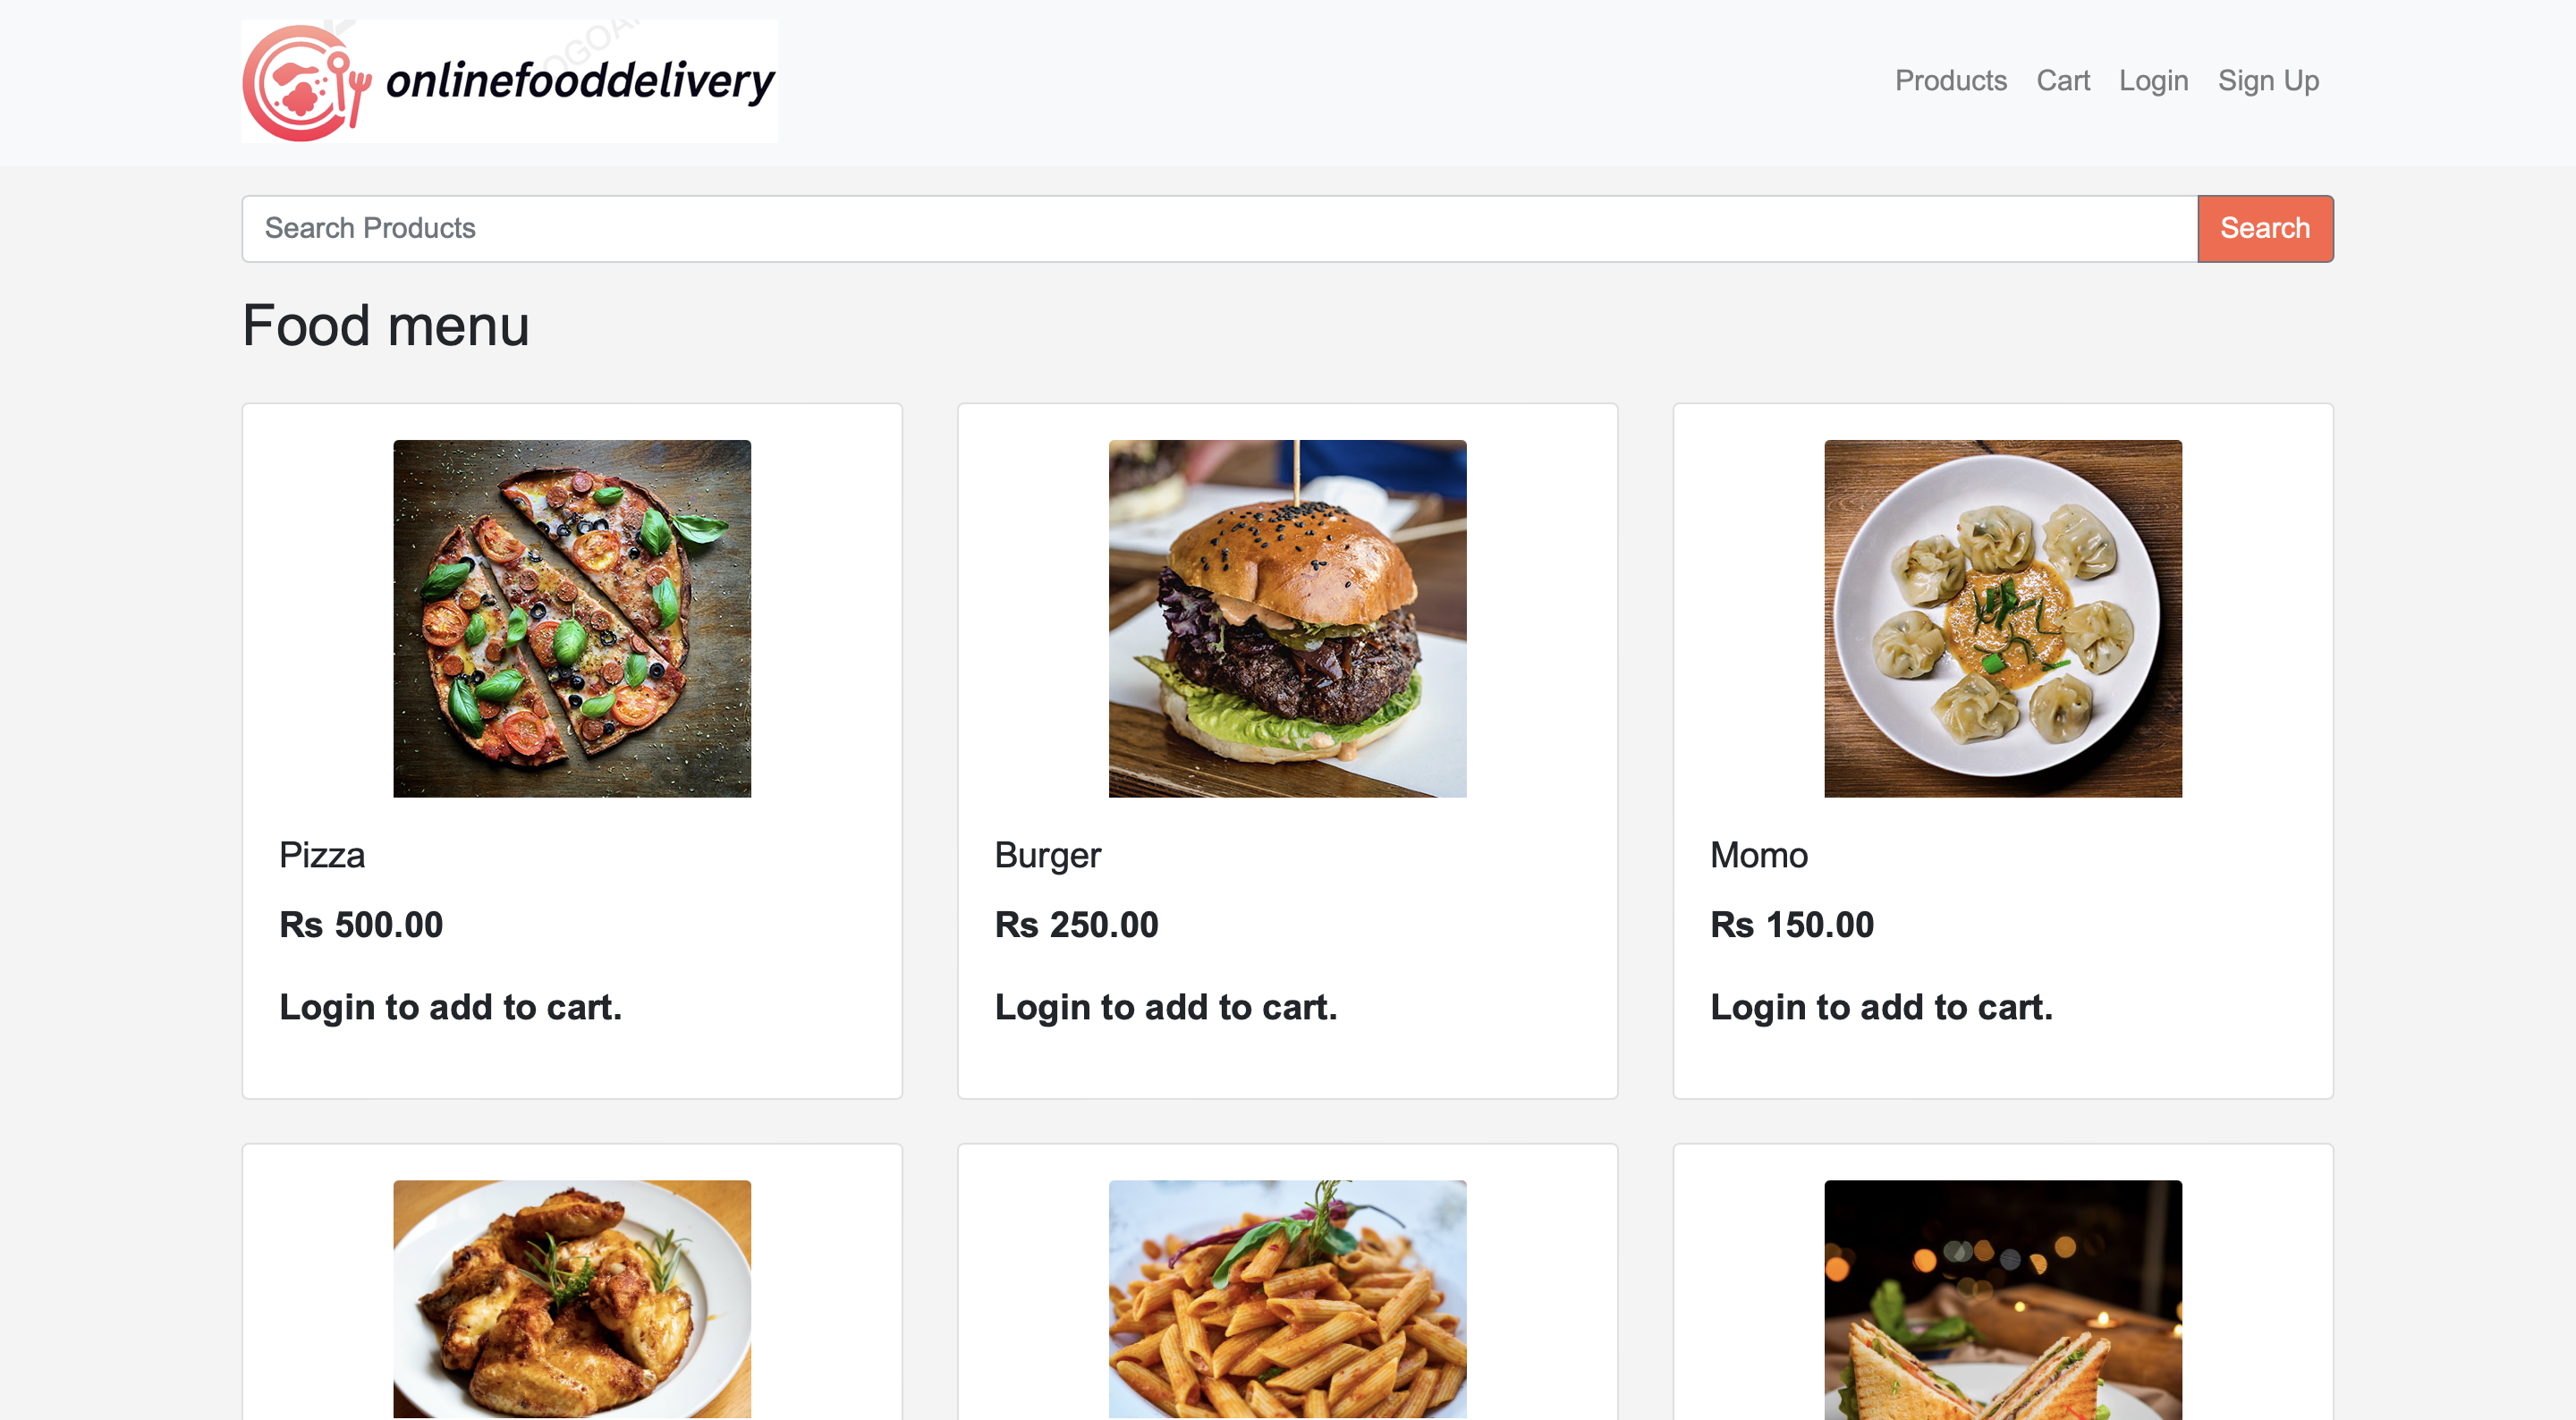 onlinefooddelivery
Products Cart Login Sign Up
Search Products
Search
Food menu
Pizza
Rs 500.00
Login to add to cart.
Burger
Rs 250.00
Login to add to cart.
Momo
Rs 150.00
Login to add to cart.